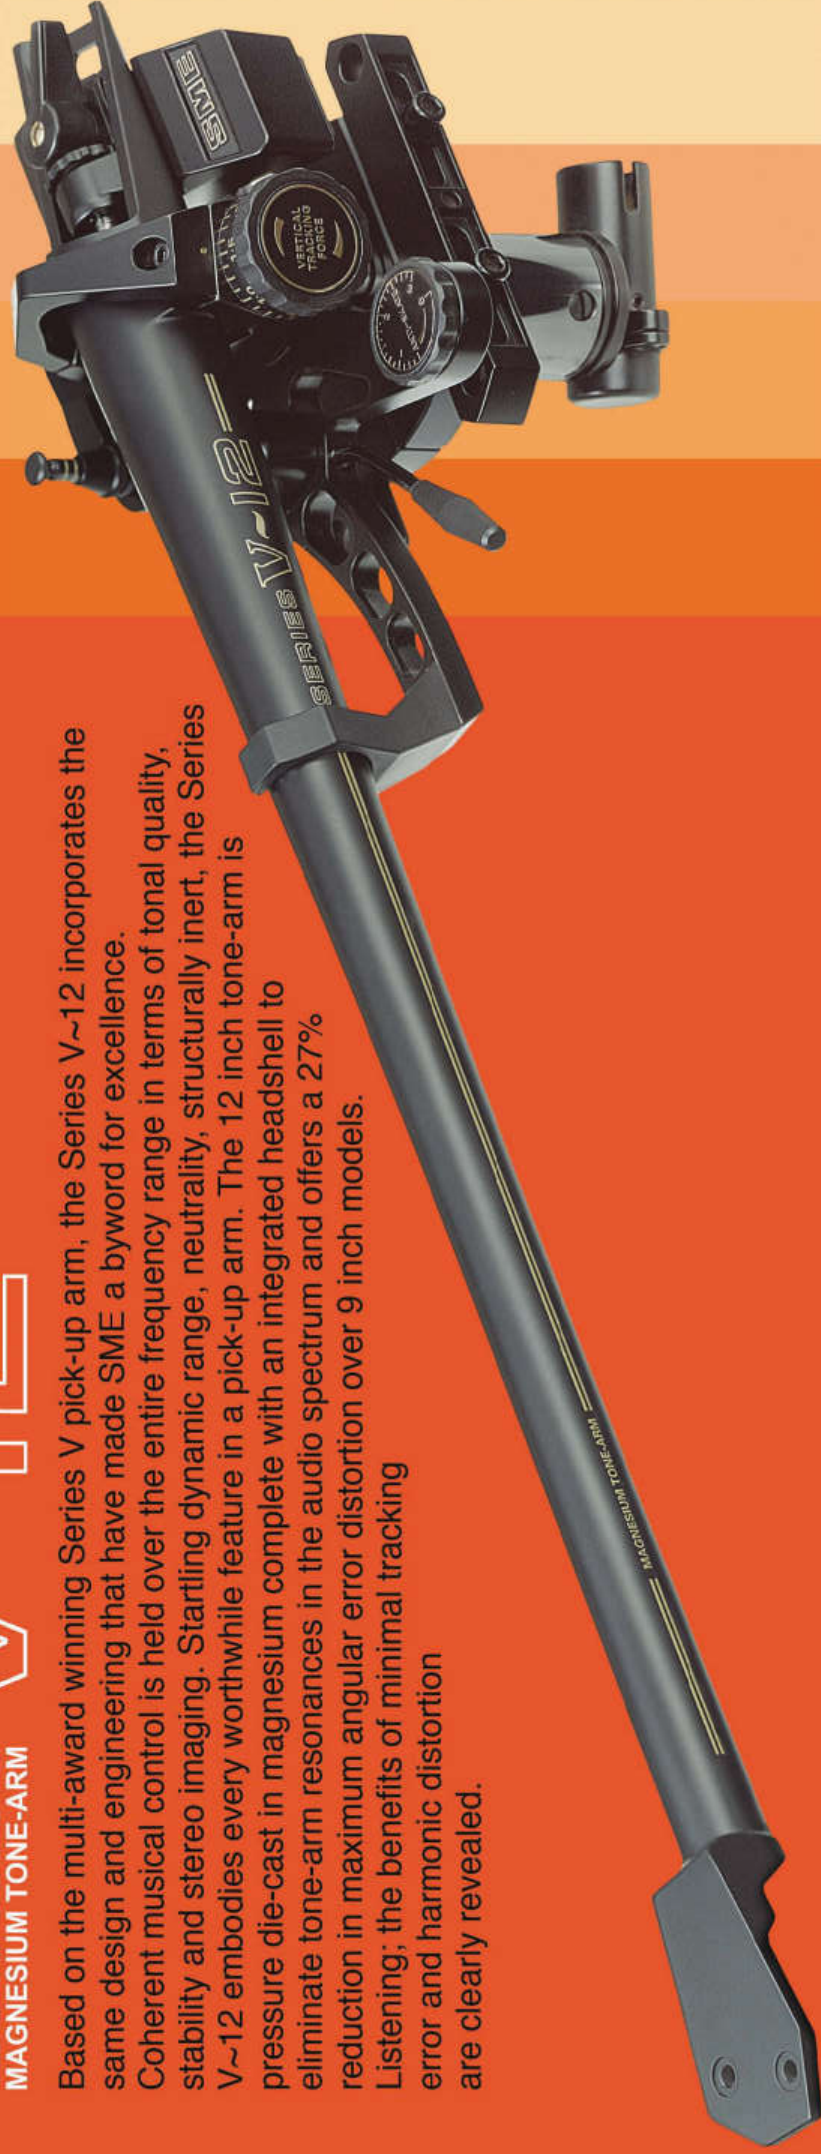 MAGNESIUM TONE-ARM
Based on the multi-award winning Series V pick-up arm, the Series V~12 incorporates the
same design and engineering that have made SME a byword for excellence.
Coherent musical control is held over the entire frequency range in terms of tonal quality,
stability and stereo imaging. Startling dynamic range, neutrality, structurally inert, the Series
V~12 embodies every worthwhile feature in a pick-up arm. The 12 inch tone-arm is
pressure die-cast in magnesium complete with an integrated headshell to
eliminate tone-arm resonances in the audio spectrum and offers a 27%
reduction in maximum angular error distortion over 9 inch models.
Listening; the benefits of minimal tracking
error and harmonic distortion
are clearly revealed.
MAGNESIUM TONE-ARM
SERIES V~12
SME
VERTICAL
TRACKING
FORCE